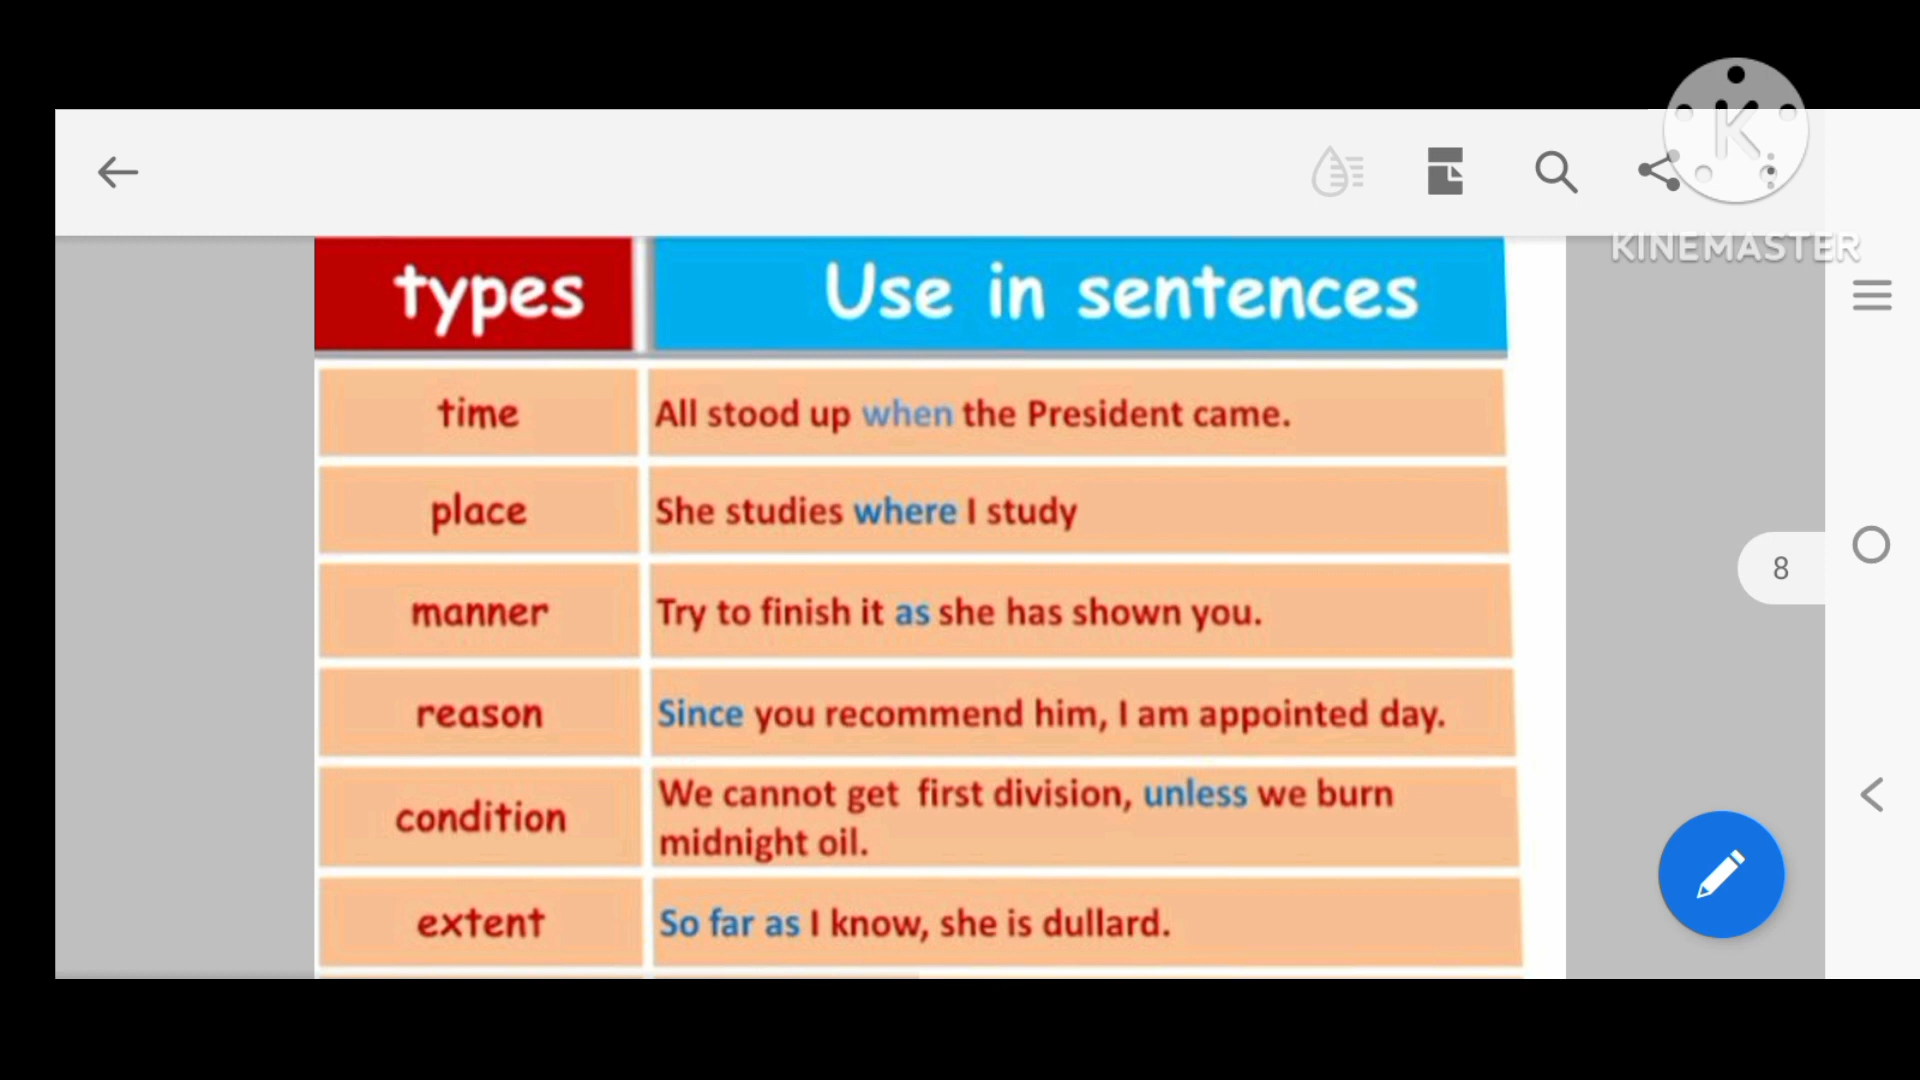 K
KINEMASTER
types
Use in sentences
time
All stood up when the President came.
place
She studies where I study
manner
Try to finish it as she has shown you.
reason
Since you recommend him, I am appointed day.
condition
We cannot get first division, unless we burn
midnight oil.
extent
So far as I know, she is dullard.
8